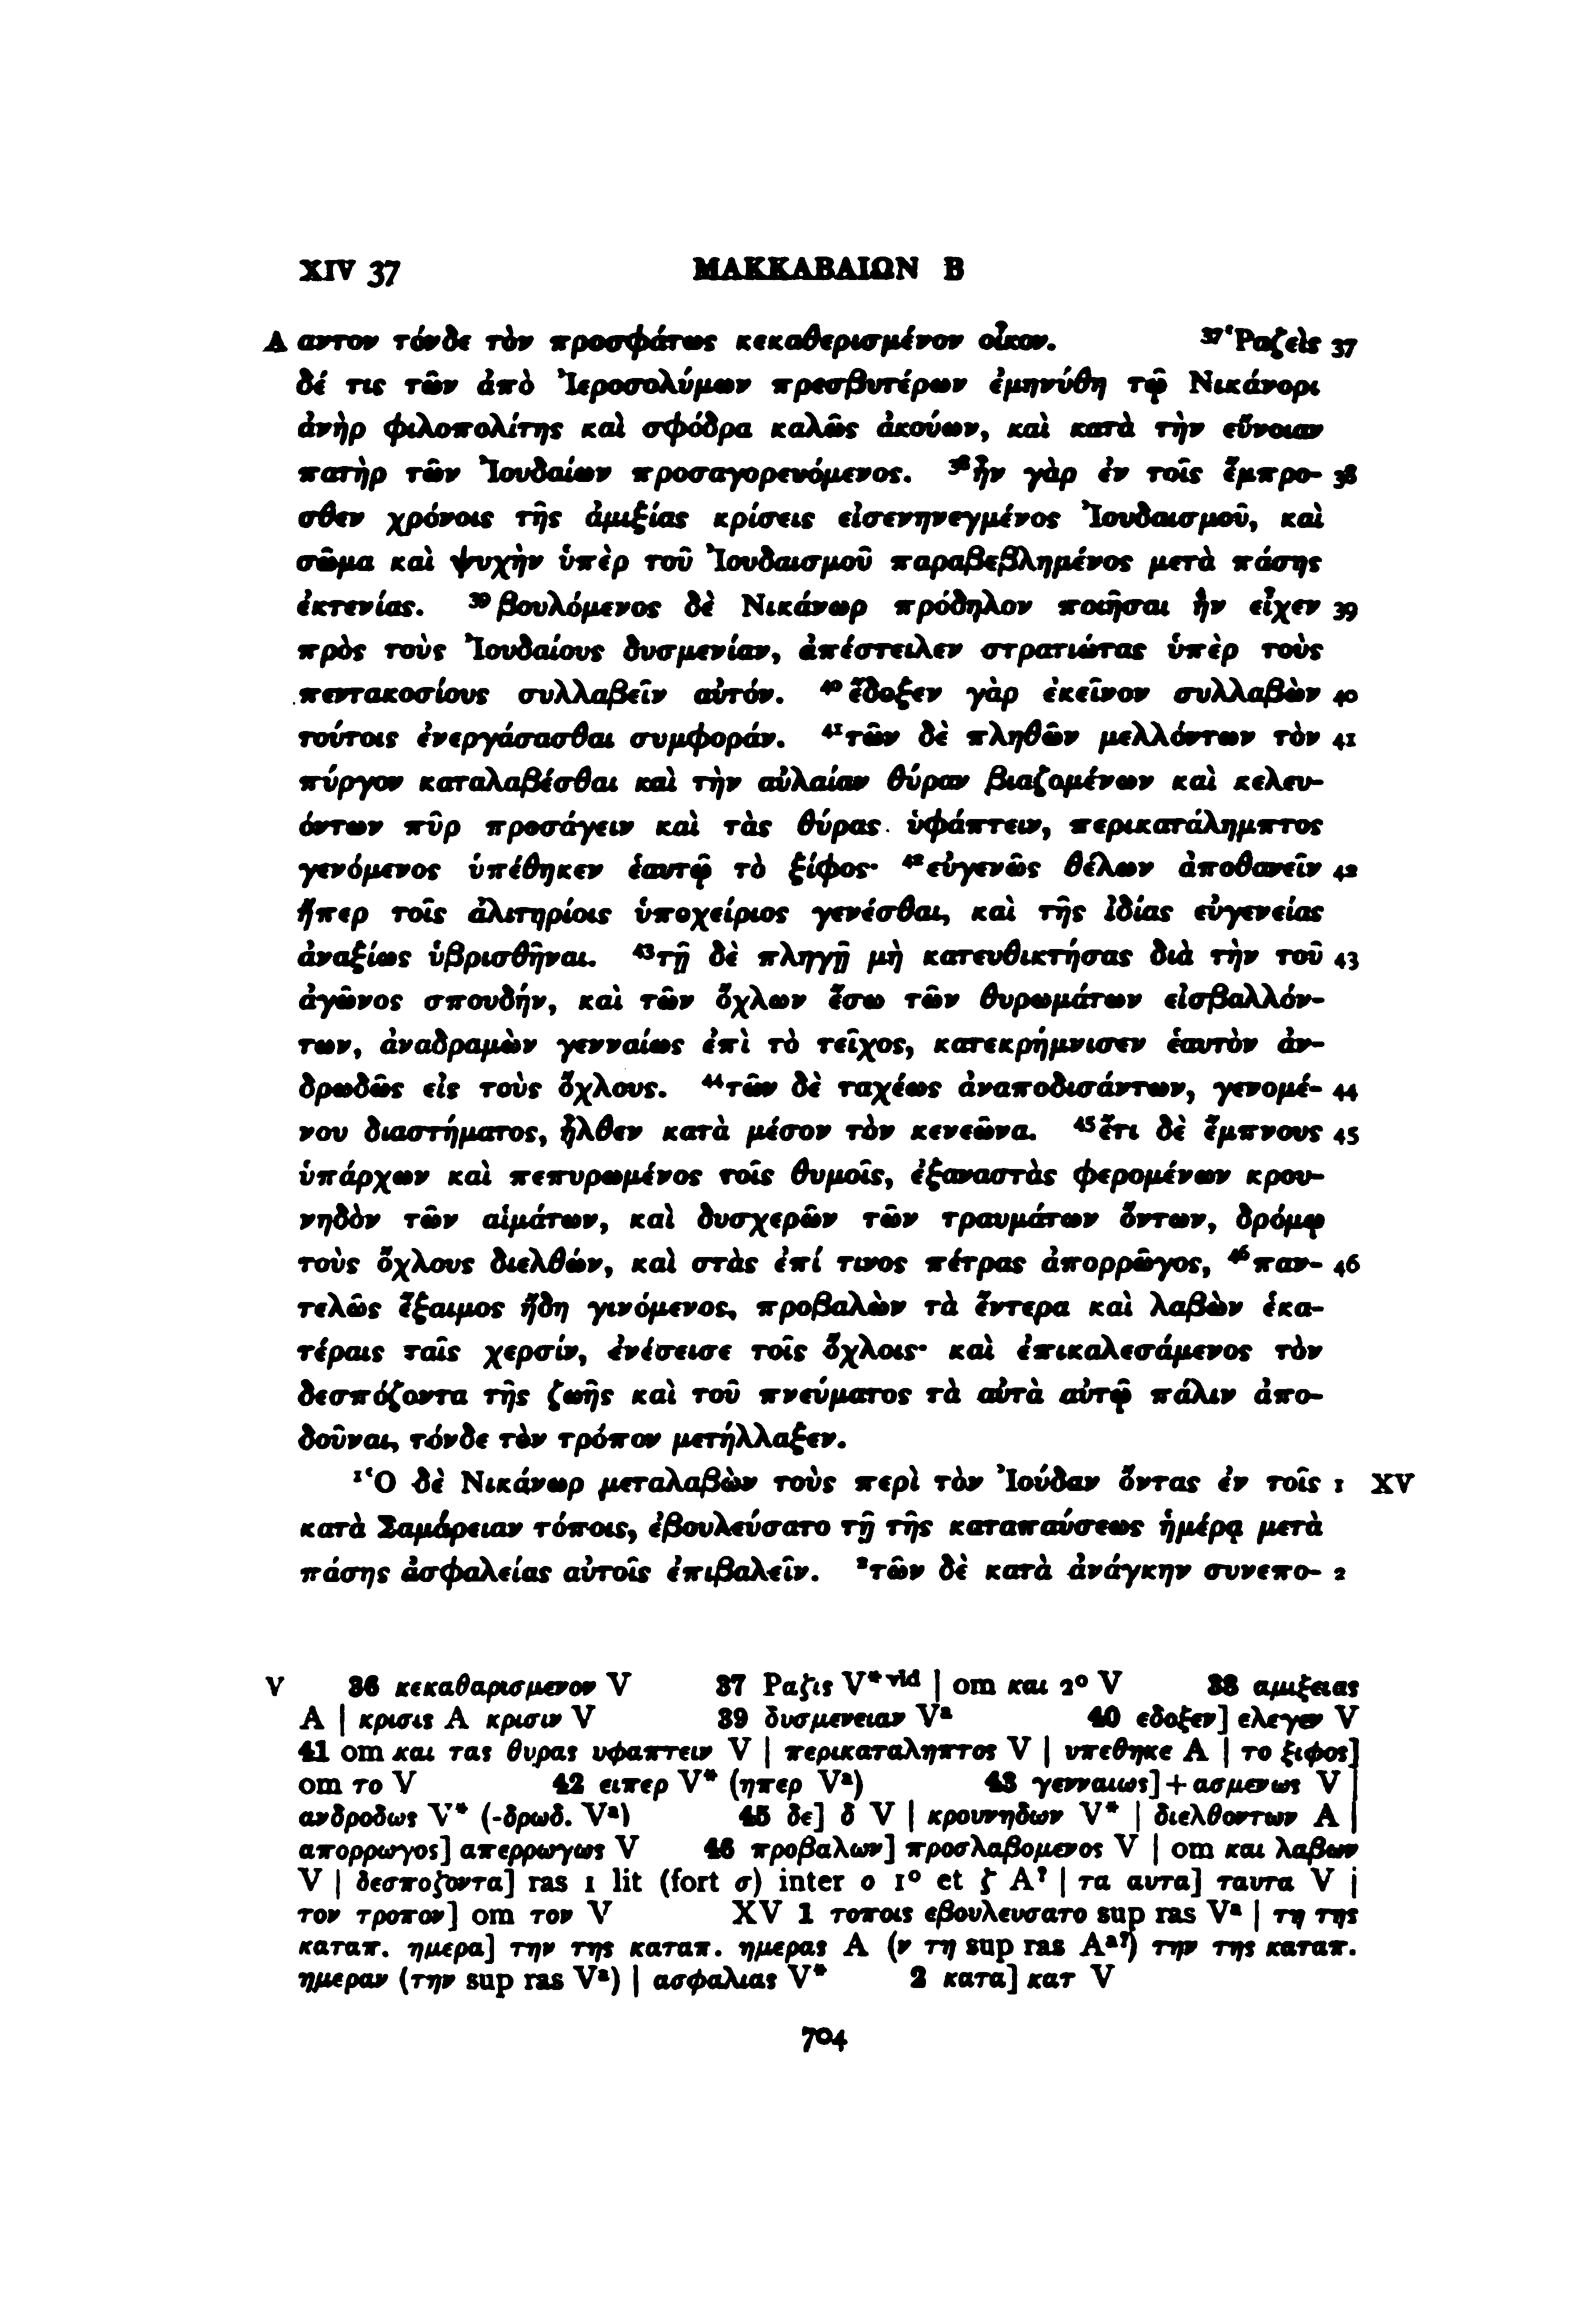 XIV 37 ΜΑΚΚΑΒΑΙΩΝ Β
A αντον τόνδε τὸν προσφάτως κεκαθερισμένον οἶκον. ³⁷Ῥαζεὶς 37
δέ τις τῶν ἀπὸ Ἰεροσολύμων πρεσβυτέρων ἐμηνύθη τῷ Νικάνορι
ἀνὴρ φιλοπολίτης καὶ σφόδρα καλῶς ἀκούων, καὶ κατὰ τὴν εὔνοιαν
πατὴρ τῶν Ἰουδαίων προσαγορευόμενος. ³⁸ἦν γὰρ ἐν τοῖς ἔμπρο- 38
σθεν χρόνοις τῆς ἀμιξίας κρίσεις εἰσενηνεγμένος Ἰουδαισμοῦ, καὶ
σῶμα καὶ ψυχὴν ὑπὲρ τοῦ Ἰουδαισμοῦ παραβεβλημένος μετὰ πάσης
ἐκτενίας. ³⁹βουλόμενος δὲ Νικάνωρ πρόδηλον ποιῆσαι ἣν εἶχεν 39
πρὸς τοὺς Ἰουδαίους δυσμενίαν, ἀπέστειλεν στρατιώτας ὑπὲρ τοὺς
πεντακοσίους συλλαβεῖν αὐτόν. ⁴⁰ἔδοξεν γὰρ ἐκεῖνον συλλαβὼν 40
τούτοις ἐνεργάσασθαι συμφοράν. ⁴¹τῶν δὲ πληθῶν μελλόντων τὸν 41
πύργον καταλαβέσθαι καὶ τὴν αὐλαίαν θύραν βιαζομένων καὶ κελευ-
όντων πῦρ προσάγειν καὶ τὰς θύρας ὑφάπτειν, περικατάλημπτος
γενόμενος ὑπέθηκεν ἑαυτῷ τὸ ξίφος· ⁴²εὐγενῶς θέλων ἀποθανεῖν 42
ἤπερ τοῖς ἀλιτηρίοις ὑποχείριος γενέσθαι, καὶ τῆς ἰδίας εὐγενείας
ἀναξίως ὑβρισθῆναι. ⁴³τῇ δὲ πληγῇ μὴ κατευθικτήσας διὰ τὴν τοῦ 43
ἀγῶνος σπουδήν, καὶ τῶν ὄχλων ἔσω τῶν θυρωμάτων εἰσβαλλόν-
των, ἀναδραμὼν γενναίως ἐπὶ τὸ τεῖχος, κατεκρήμνισεν ἑαυτὸν ἀν-
δρωδῶς εἰς τοὺς ὄχλους. ⁴⁴τῶν δὲ ταχέως ἀναποδισάντων, γενομέ- 44
νου διαστήματος, ἦλθεν κατὰ μέσον τὸν κενεῶνα. ⁴⁵ἔτι δὲ ἔμπνους 45
ὑπάρχων καὶ πεπυρωμένος τοῖς θυμοῖς, ἐξαναστὰς φερομένων κρου-
νηδὸν τῶν αἱμάτων, καὶ δυσχερῶν τῶν τραυμάτων ὄντων, δρόμῳ
τοὺς ὄχλους διελθών, καὶ στὰς ἐπί τινος πέτρας ἀπορρῶγος, ⁴⁶παν- 46
τελῶς ἔξαιμος ἤδη γινόμενος, προβαλὼν τὰ ἔντερα καὶ λαβὼν ἑκα-
τέραις ταῖς χερσίν, ἐνέσεισε τοῖς ὄχλοις· καὶ ἐπικαλεσάμενος τὸν
δεσπόζοντα τῆς ζωῆς καὶ τοῦ πνεύματος τὰ αὐτὰ αὐτῷ πάλιν ἀπο-
δοῦναι, τόνδε τὸν τρόπον μετήλλαξεν.
¹Ὁ δὲ Νικάνωρ μεταλαβὼν τοὺς περὶ τὸν Ἰούδαν ὄντας ἐν τοῖς 1 XV
κατὰ Σαμάρειαν τόποις, ἐβουλεύσατο τῇ τῆς καταπαύσεως ἡμέρᾳ μετὰ
πάσης ἀσφαλείας αὐτοῖς ἐπιβαλεῖν. ²τῶν δὲ κατὰ ἀνάγκην συνεπο- 2
V 36 κεκαθαρισμενον V 37 Ραζις V*vid | om και 2° V 38 αμιξειας
A | κρισις A κρισιν V 39 δυσμενειαν Vᵃ 40 εδοξεν] ελεγεν V
41 om και τας θυρας υφαπτειν V | περικαταληπτος V | υπεθηκε A | το ξιφος]
om το V 42 ειπερ V* (ηπερ Vᵃ) 43 γενναιως]+ασμενως V |
ανδροδως V* (-δρωδ. Vᵃ) 45 δε] δ V | κρουνηδων V* | διελθοντων A |
απορρωγος] απερρωγως V 46 προβαλων] προσλαβομενος V | om και λαβων
V | δεσποζοντα] ras 1 lit (fort σ) inter ο 1° et ζ A? | τα αυτα] ταυτα V |
τον τροπον] om τον V XV 1 τοποις εβουλευσατο sup ras Vᵃ | τη της
καταπ. ημερα] την της καταπ. ημερας A (ν τη sup ras Aᵃ?) την της καταπ.
ημεραν (την sup ras Vᵃ) | ασφαλιας V* 2 κατα] κατ V
704